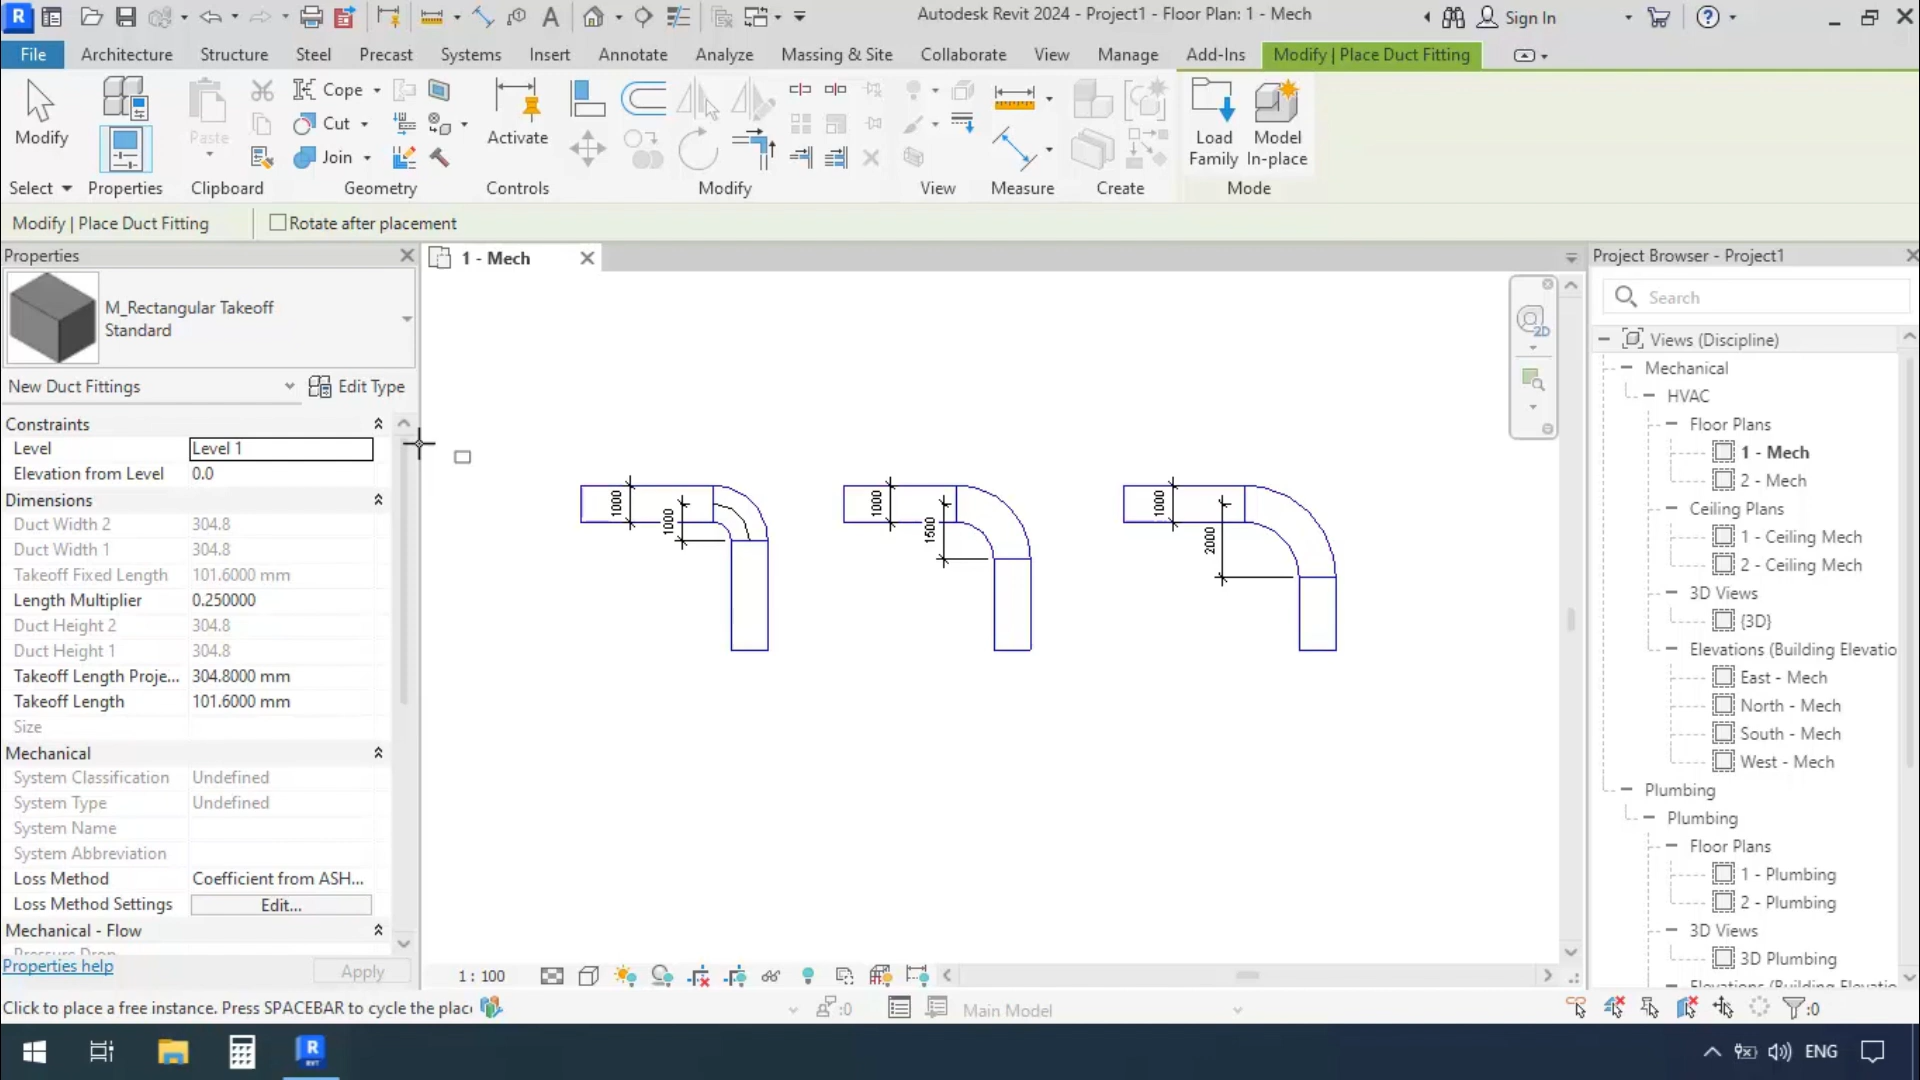 R
Autodesk Revit 2024 - Project1 - Floor Plan: 1 - Mech
Sign In
File
Architecture
Structure
Steel
Precast
Systems
Insert
Annotate
Analyze
Massing & Site
Collaborate
View
Manage
Add-Ins
Modify | Place Duct Fitting
Modify
Paste
Cope
Cut
Join
Activate
Load
Family
Model
In-place
Select
Properties
Clipboard
Geometry
Controls
Modify
View
Measure
Create
Mode
Modify | Place Duct Fitting
Rotate after placement
Properties
M_Rectangular Takeoff
Standard
New Duct Fittings
Edit Type
Constraints
Level
Level 1
Elevation from Level
0.0
Dimensions
Duct Width 2
304.8
Duct Width 1
304.8
Takeoff Fixed Length
101.6000 mm
Length Multiplier
0.250000
Duct Height 2
304.8
Duct Height 1
304.8
Takeoff Length Proje...
304.8000 mm
Takeoff Length
101.6000 mm
Size
Mechanical
System Classification
Undefined
System Type
Undefined
System Name
System Abbreviation
Loss Method
Coefficient from ASH...
Loss Method Settings
Edit...
Mechanical - Flow
Pressure Drop
Properties help
Apply
1 - Mech
1000
1000
1000
1500
1000
2000
2D
1 : 100
Project Browser - Project1
Search
Views (Discipline)
Mechanical
HVAC
Floor Plans
1 - Mech
2 - Mech
Ceiling Plans
1 - Ceiling Mech
2 - Ceiling Mech
3D Views
{3D}
Elevations (Building Elevatio
East - Mech
North - Mech
South - Mech
West - Mech
Plumbing
Plumbing
Floor Plans
1 - Plumbing
2 - Plumbing
3D Views
3D Plumbing
Elevations (Building Elevatio
Click to place a free instance. Press SPACEBAR to cycle the plac
:0
Main Model
:0
R
RVT
ENG